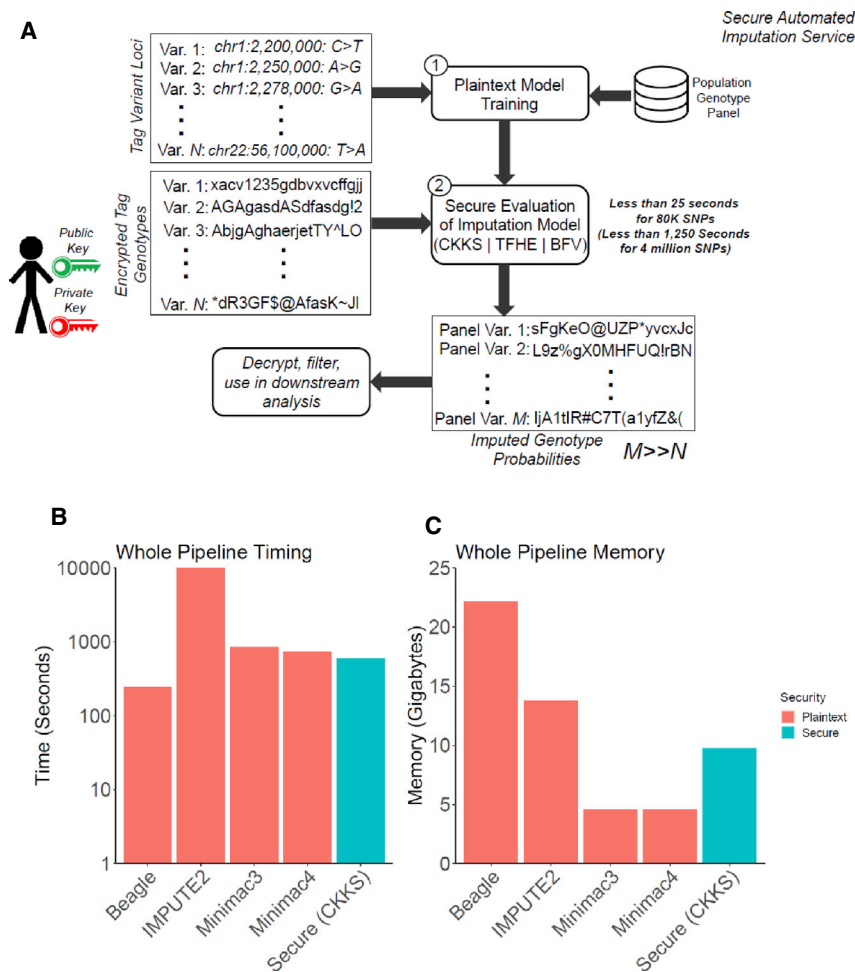 A
Secure Automated
Imputation Service
Tag Variant Loci
Var. 1: chr1:2,200,000: C>T
Var. 2: chr1:2,250,000: A>G
Var. 3: chr1:2,278,000: G>A
Var. N: chr22:56,100,000: T>A
1
Plaintext Model
Training
Population
Genotype
Panel
Public
Key
Private
Key
Encrypted Tag
Genotypes
Var. 1: xacv1235gdbvxvcffgjj
Var. 2: AGAgasdASdfasdg!2
Var. 3: AbjgAghaerjetTY^LO
Var. N: *dR3GF$@AfasK~Jl
2
Secure Evaluation
of Imputation Model
(CKKS | TFHE | BFV)
Less than 25 seconds
for 80K SNPs
(Less than 1,250 Seconds
for 4 million SNPs)
Panel Var. 1: sFgKeO@UZP*yvcxJc
Panel Var. 2: L9z%gX0MHFUQ!rBN
Panel Var. M: IjA1tIR#C7T(a1yfZ&(
Imputed Genotype
Probabilities
M>>N
Decrypt, filter,
use in downstream
analysis
B
Whole Pipeline Timing
Time (Seconds)
10000
1000
100
10
1
Beagle
IMPUTE2
Minimac3
Minimac4
Secure (CKKS)
C
Whole Pipeline Memory
Memory (Gigabytes)
25
20
15
10
5
0
Beagle
IMPUTE2
Minimac3
Minimac4
Secure (CKKS)
Security
Plaintext
Secure